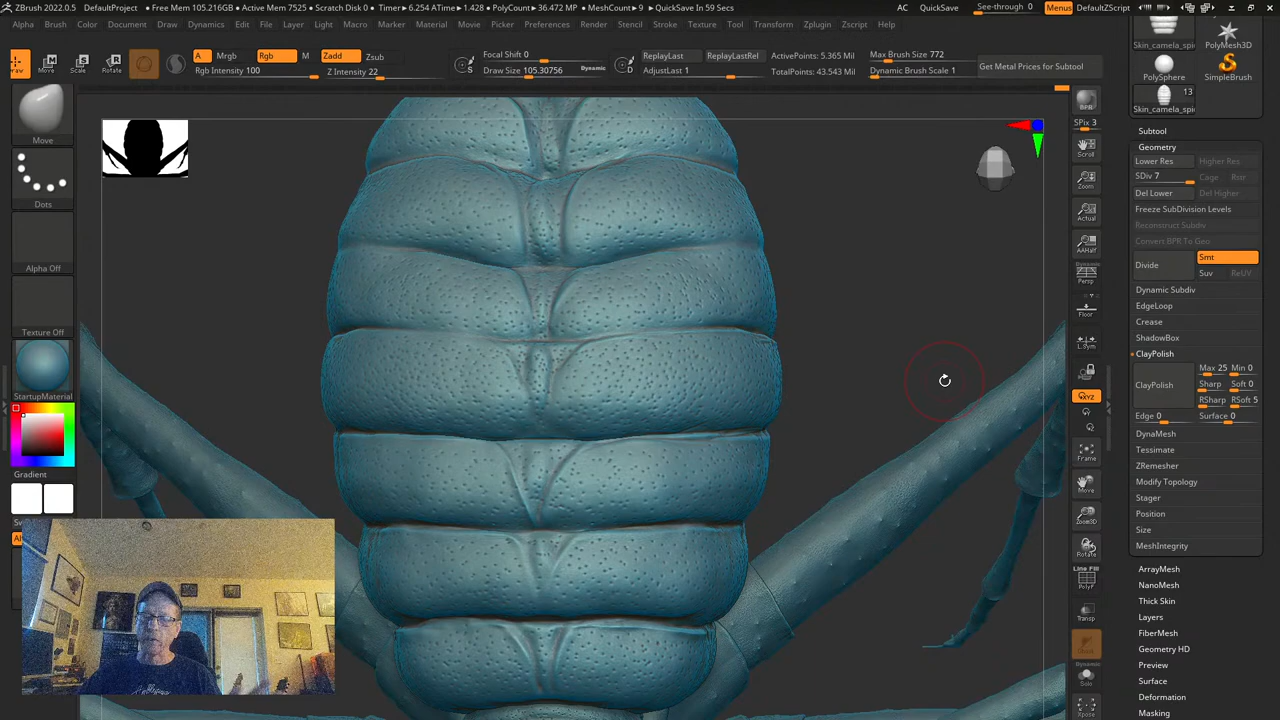 ZBrush 2022.0.5 DefaultProject • Free Mem 105.216GB • Active Mem 7525 • Scratch Disk 0 • Timer▸6.254 ATime▸1.428 • PolyCount▸36.472 MP • MeshCount▸9 • QuickSave In 59 Secs AC QuickSave See-through 0 Menus DefaultZScript
Alpha Brush Color Document Draw Dynamics Edit File Layer Light Macro Marker Material Movie Picker Preferences Render Stencil Stroke Texture Tool Transform Zplugin Zscript Help
Draw Move Scale Rotate
A Mrgb Rgb M Zadd Zsub
Rgb Intensity 100 Z Intensity 22
Focal Shift 0
Draw Size 105.30756 Dynamic
ReplayLast ReplayLastRel
AdjustLast 1
ActivePoints: 5.365 Mil
TotalPoints: 43.543 Mil
Max Brush Size 772
Dynamic Brush Scale 1
Get Metal Prices for Subtool
Move
Dots
Alpha Off
Texture Off
StartupMaterial
Gradient
BPR
SPix 3
Scroll
Zoom
Actual
AAHalf
Dynamic
Persp
Floor
L.Sym
XYZ
Frame
Move
Zoom3D
Rotate
Line Fill
PolyF
Transp
Dynamic
Solo
Xpose
Skin_camela_spi PolyMesh3D
PolySphere SimpleBrush
13
Skin_camela_spi
Subtool
Geometry
Lower Res Higher Res
SDiv 7 Cage Rstr
Del Lower Del Higher
Freeze SubDivision Levels
Reconstruct Subdiv
Convert BPR To Geo
Divide Smt
Suv ReUV
Dynamic Subdiv
EdgeLoop
Crease
ShadowBox
ClayPolish
ClayPolish Max 25 Min 0
Sharp Soft 0
RSharp RSoft 5
Edge 0 Surface 0
DynaMesh
Tessimate
ZRemesher
Modify Topology
Stager
Position
Size
MeshIntegrity
ArrayMesh
NanoMesh
Thick Skin
Layers
FiberMesh
Geometry HD
Preview
Surface
Deformation
Masking